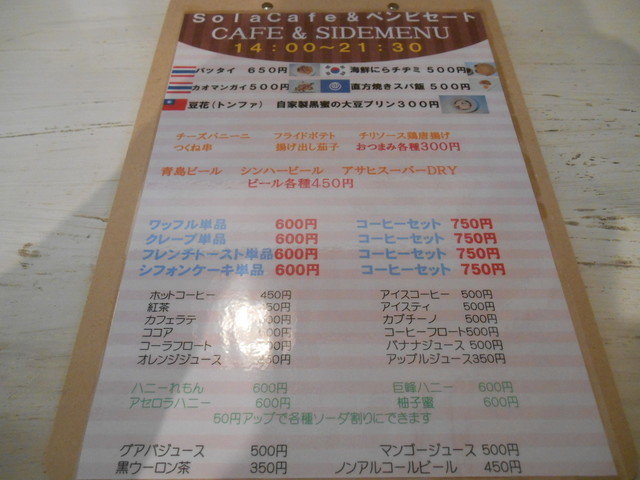 SolaCafe&ペンピセート
CAFE & SIDEMENU
14:00～21:30
パッタイ 650円 海鮮にらチヂミ 500円
カオマンガイ 500円 直方焼きスパ飯 500円
豆花(トンファ) 自家製黒蜜の大豆プリン300円
チーズパニーニ フライドポテト チリソース鶏唐揚げ
つくね串 揚げ出し茄子 おつまみ各種300円
青島ビール シンハービール アサヒスーパーDRY
ビール各種450円
ワッフル単品 600円 コーヒーセット 750円
クレープ単品 600円 コーヒーセット 750円
フレンチトースト単品 600円 コーヒーセット 750円
シフォンケーキ単品 600円 コーヒーセット 750円
ホットコーヒー 450円 アイスコーヒー 500円
紅茶 アイスティ 500円
カフェラテ カプチーノ 500円
ココア コーヒーフロート500円
コーラフロート バナナジュース 500円
オレンジジュース アップルジュース350円
ハニーれもん 600円 巨蜂ハニー 600円
アセロラハニー 600円 柚子蜜 600円
50円アップで各種ソーダ割りにできます
グアバジュース 500円 マンゴージュース 500円
黒ウーロン茶 350円 ノンアルコールビール 450円